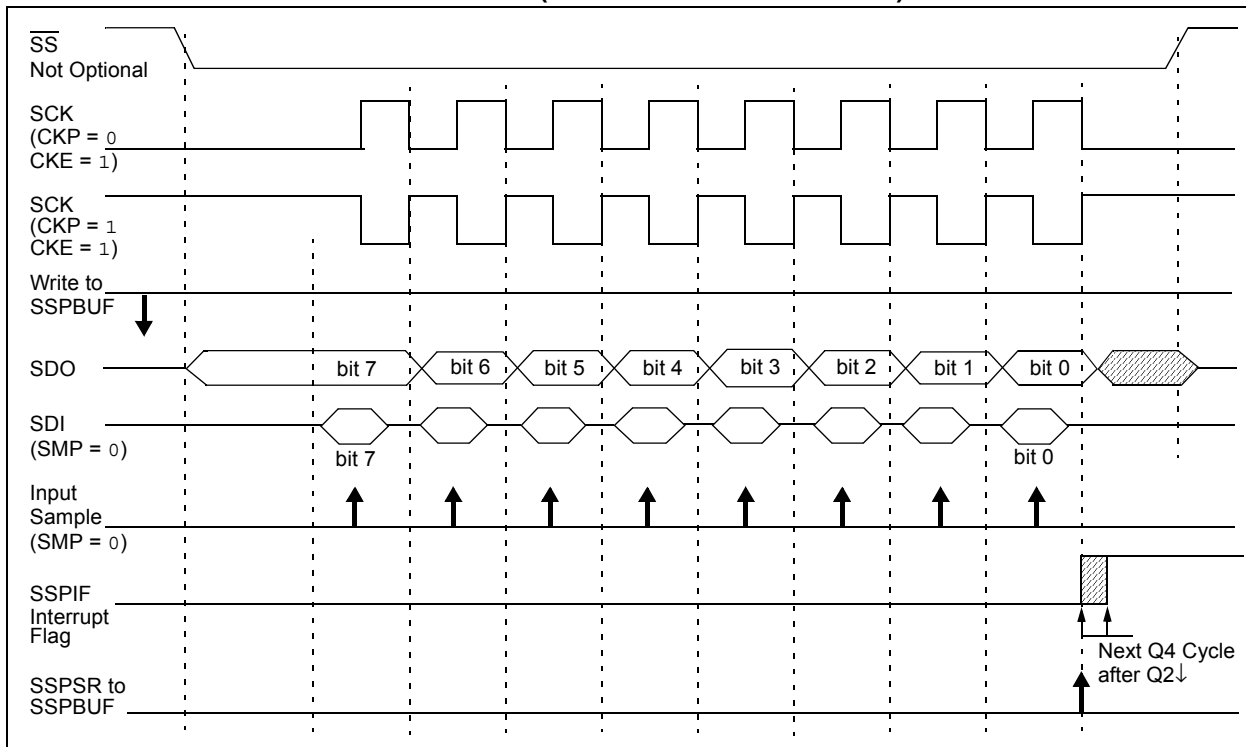 SS
Not Optional
SCK
(CKP = 0
CKE = 1)
SCK
(CKP = 1
CKE = 1)
Write to
SSPBUF
SDO
bit 7 bit 6 bit 5 bit 4 bit 3 bit 2 bit 1 bit 0
SDI
(SMP = 0)
bit 7 bit 0
Input
Sample
(SMP = 0)
SSPIF
Interrupt
Flag
Next Q4 Cycle
after Q2↓
SSPSR to
SSPBUF